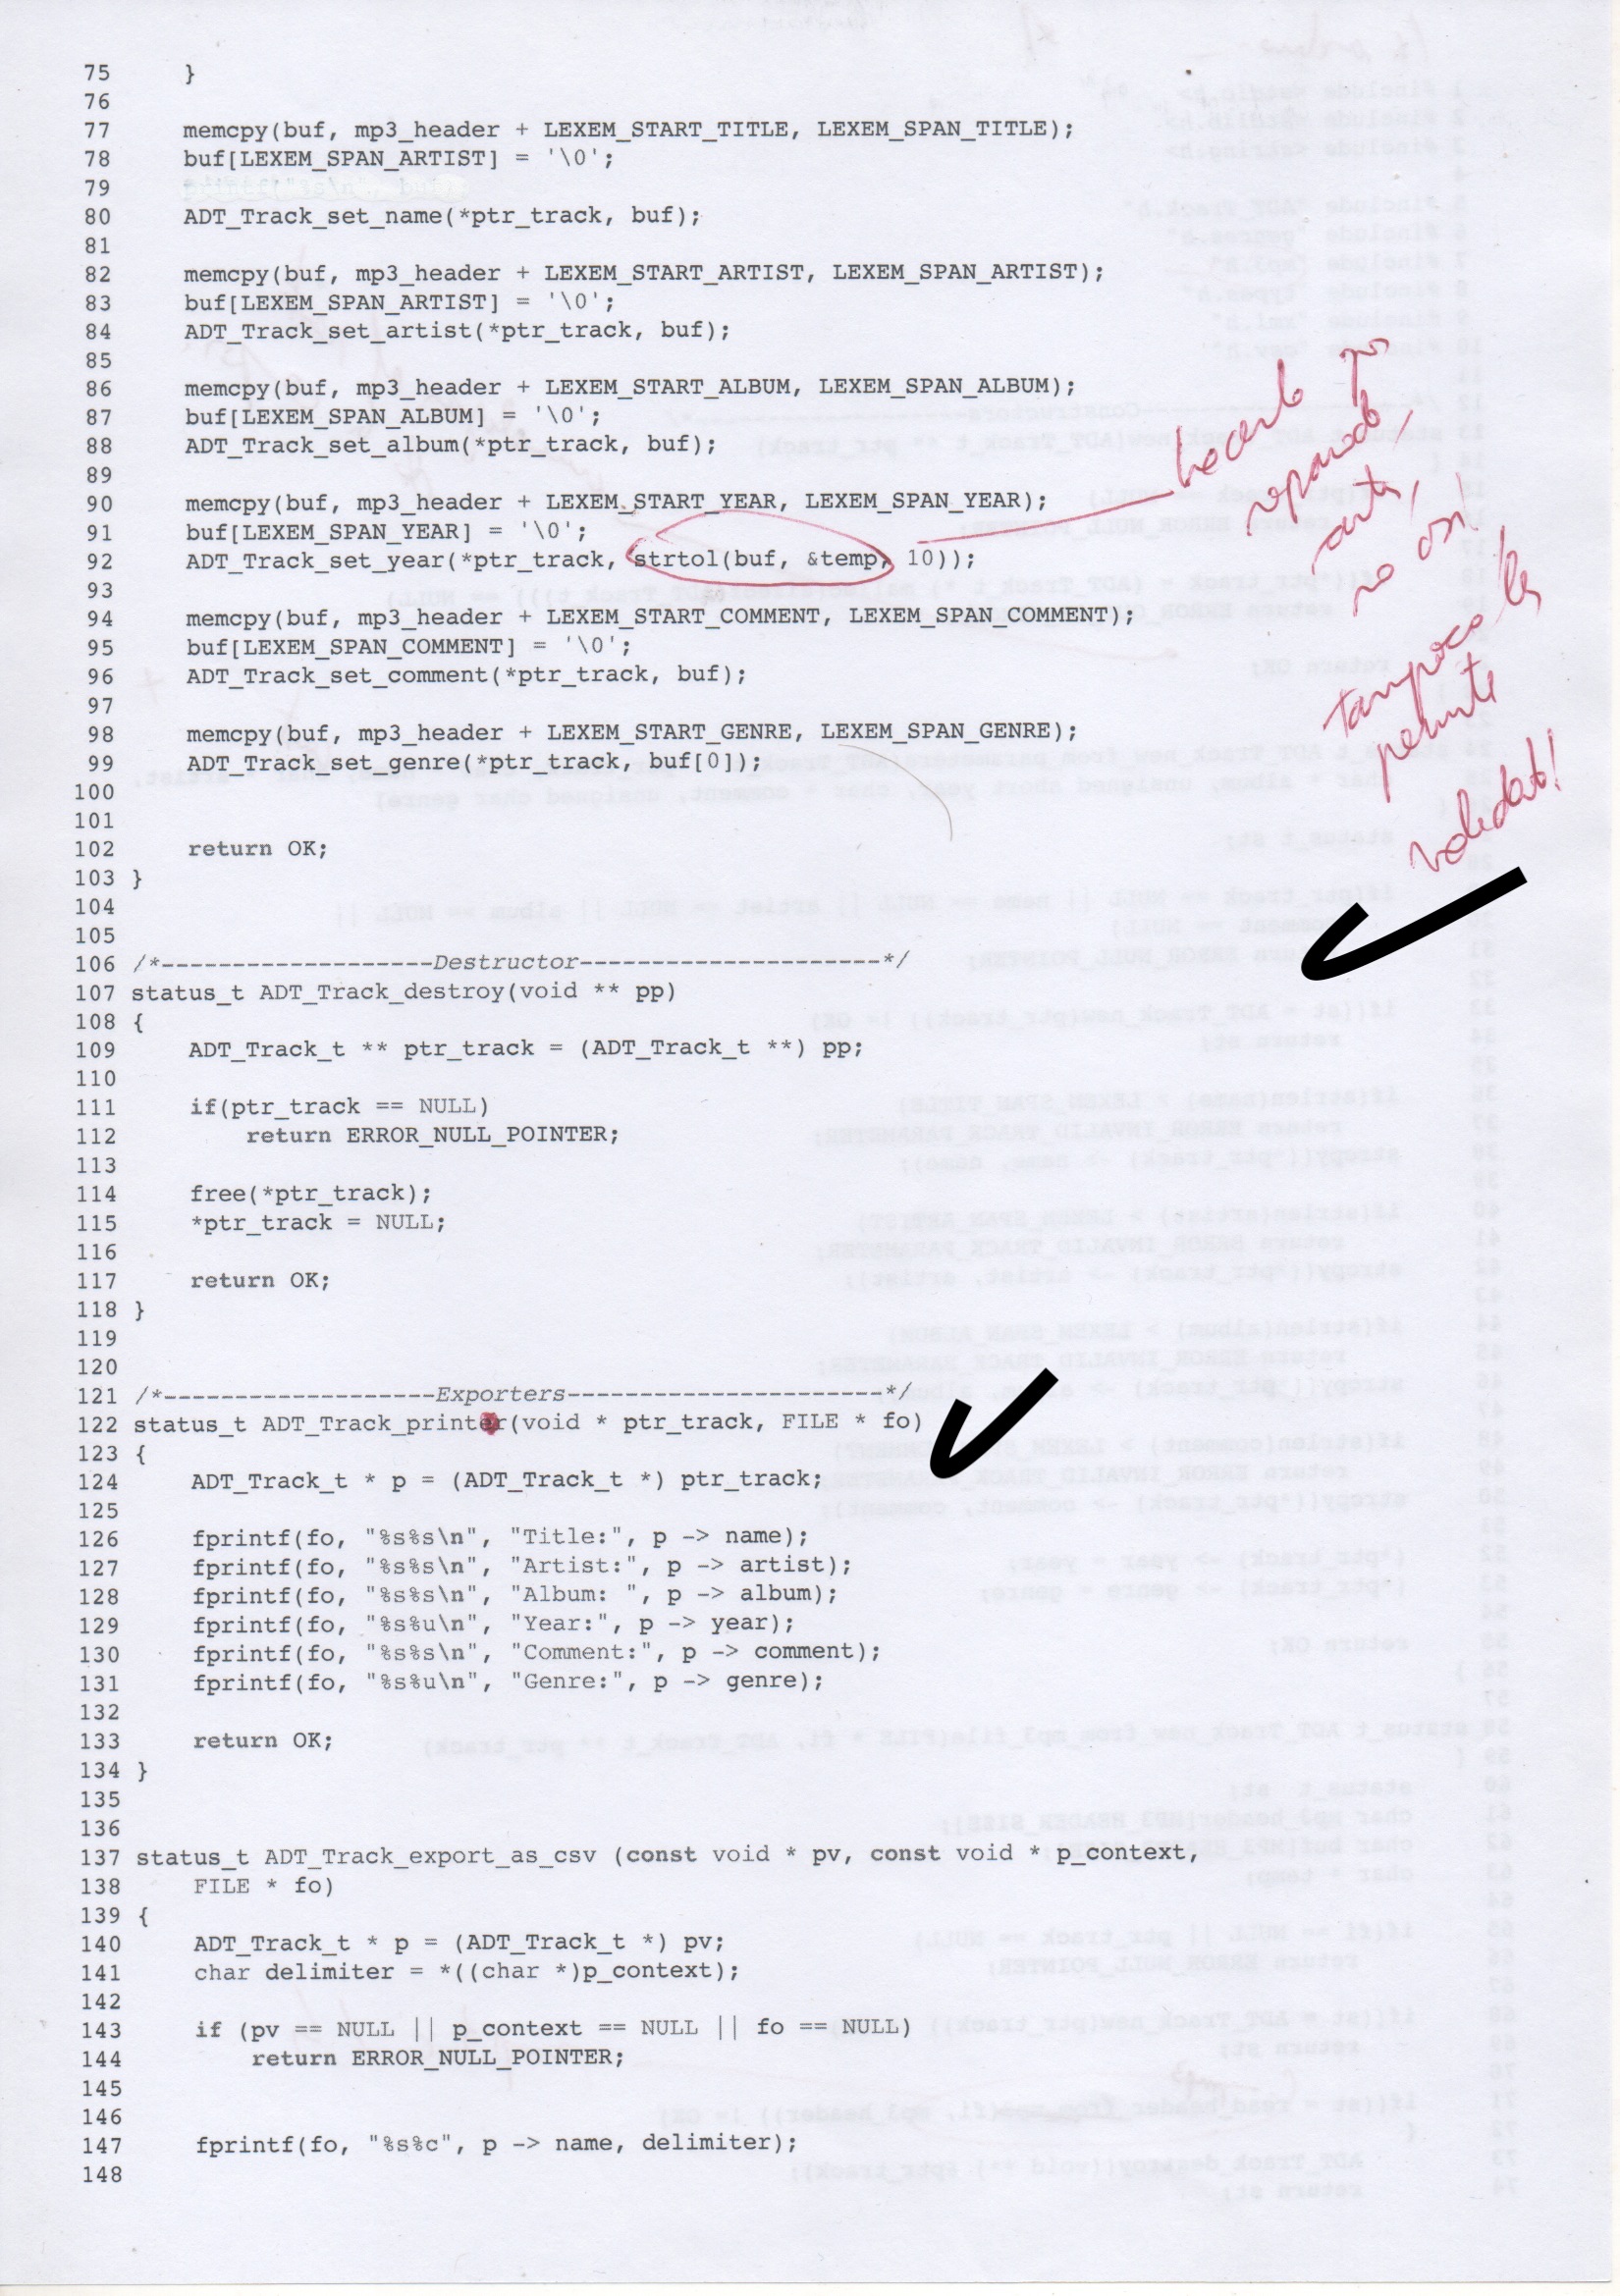 75 }
76
77 memcpy(buf, mp3_header + LEXEM_START_TITLE, LEXEM_SPAN_TITLE);
78 buf[LEXEM_SPAN_ARTIST] = '\0';
79
80 ADT_Track_set_name(*ptr_track, buf);
81
82 memcpy(buf, mp3_header + LEXEM_START_ARTIST, LEXEM_SPAN_ARTIST);
83 buf[LEXEM_SPAN_ARTIST] = '\0';
84 ADT_Track_set_artist(*ptr_track, buf);
85
86 memcpy(buf, mp3_header + LEXEM_START_ALBUM, LEXEM_SPAN_ALBUM);
87 buf[LEXEM_SPAN_ALBUM] = '\0';
88 ADT_Track_set_album(*ptr_track, buf);
89
90 memcpy(buf, mp3_header + LEXEM_START_YEAR, LEXEM_SPAN_YEAR);
91 buf[LEXEM_SPAN_YEAR] = '\0';
92 ADT_Track_set_year(*ptr_track, strtol(buf, &temp, 10));
93
94 memcpy(buf, mp3_header + LEXEM_START_COMMENT, LEXEM_SPAN_COMMENT);
95 buf[LEXEM_SPAN_COMMENT] = '\0';
96 ADT_Track_set_comment(*ptr_track, buf);
97
98 memcpy(buf, mp3_header + LEXEM_START_GENRE, LEXEM_SPAN_GENRE);
99 ADT_Track_set_genre(*ptr_track, buf[0]);
100
101
102 return OK;
103 }
104
105
106 /*-------------------Destructor---------------------*/
107 status_t ADT_Track_destroy(void ** pp)
108 {
109 ADT_Track_t ** ptr_track = (ADT_Track_t **) pp;
110
111 if(ptr_track == NULL)
112 return ERROR_NULL_POINTER;
113
114 free(*ptr_track);
115 *ptr_track = NULL;
116
117 return OK;
118 }
119
120
121 /*-------------------Exporters----------------------*/
122 status_t ADT_Track_printer(void * ptr_track, FILE * fo)
123 {
124 ADT_Track_t * p = (ADT_Track_t *) ptr_track;
125
126 fprintf(fo, "%s%s\n", "Title:", p -> name);
127 fprintf(fo, "%s%s\n", "Artist:", p -> artist);
128 fprintf(fo, "%s%s\n", "Album: ", p -> album);
129 fprintf(fo, "%s%u\n", "Year:", p -> year);
130 fprintf(fo, "%s%s\n", "Comment:", p -> comment);
131 fprintf(fo, "%s%u\n", "Genre:", p -> genre);
132
133 return OK;
134 }
135
136
137 status_t ADT_Track_export_as_csv (const void * pv, const void * p_context,
138 FILE * fo)
139 {
140 ADT_Track_t * p = (ADT_Track_t *) pv;
141 char delimiter = *((char *)p_context);
142
143 if (pv == NULL || p_context == NULL || fo == NULL)
144 return ERROR_NULL_POINTER;
145
146
147 fprintf(fo, "%s%c", p -> name, delimiter);
148
hacerlo por
separado,
antes,
no así!
tampoco les
permite
validar!!